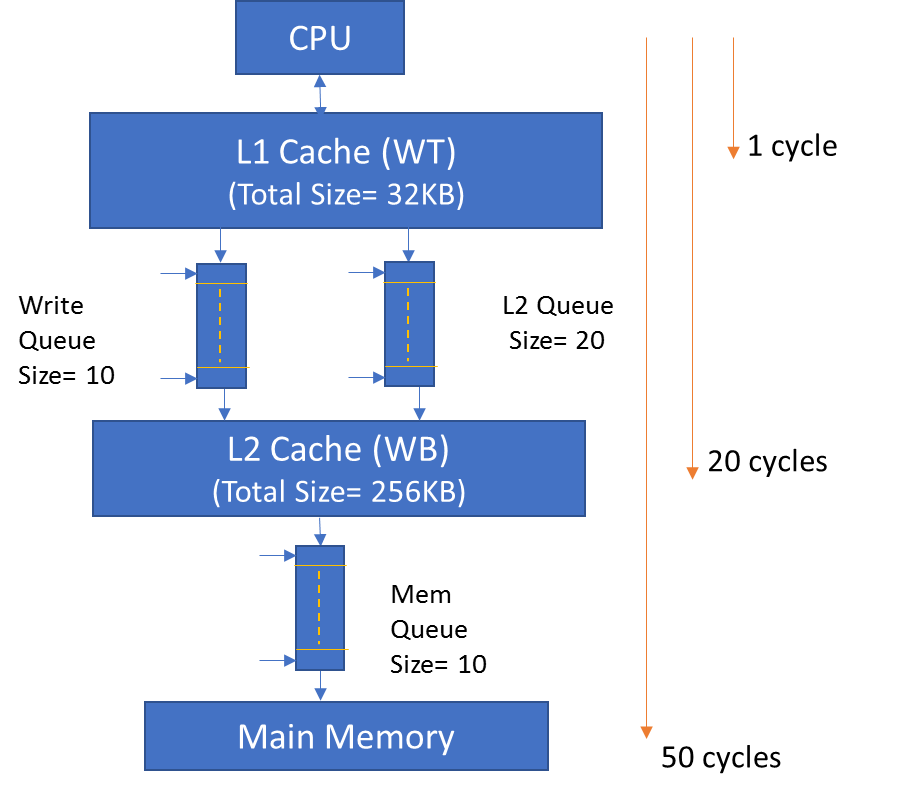 CPU
L1 Cache (WT)
(Total Size= 32KB)
1 cycle
Write
Queue
Size= 10
L2 Queue
Size= 20
L2 Cache (WB)
(Total Size= 256KB)
20 cycles
Mem
Queue
Size= 10
Main Memory
50 cycles